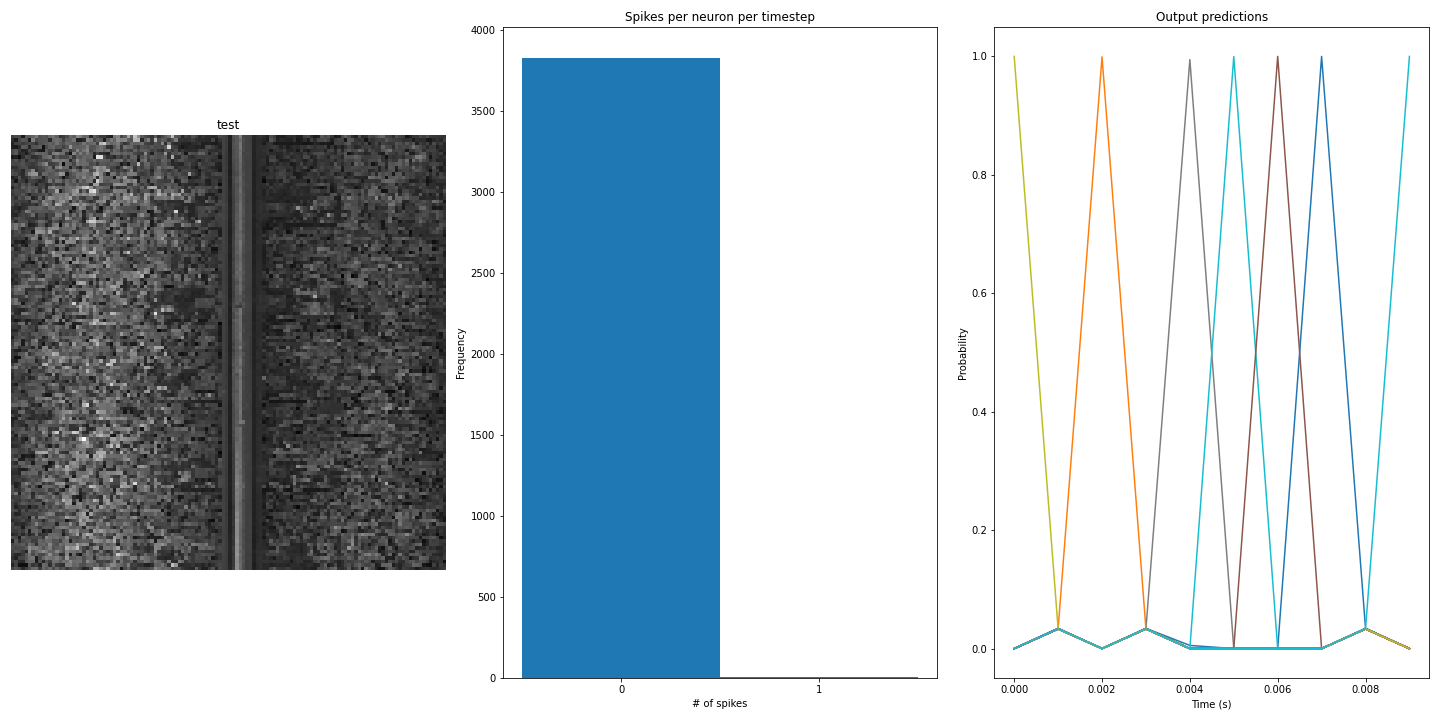 test
Spikes per neuron per timestep
4000
3500
3000
2500
2000
1500
1000
500
0
Frequency
0 1
# of spikes
Output predictions
1.0
0.8
0.6
0.4
0.2
0.0
Probability
0.000 0.002 0.004 0.006 0.008
Time (s)